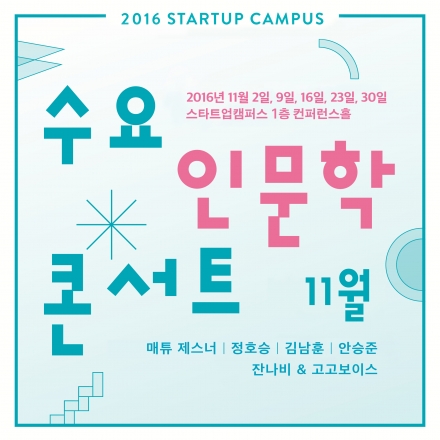 2016 STARTUP CAMPUS
2016년 11월 2일, 9일, 16일, 23일, 30일
스타트업캠퍼스 1층 컨퍼런스홀
수요
인문학
콘서트
11월
매튜 제스너 | 정호승 | 김남훈 | 안승준
잔나비 & 고고보이스